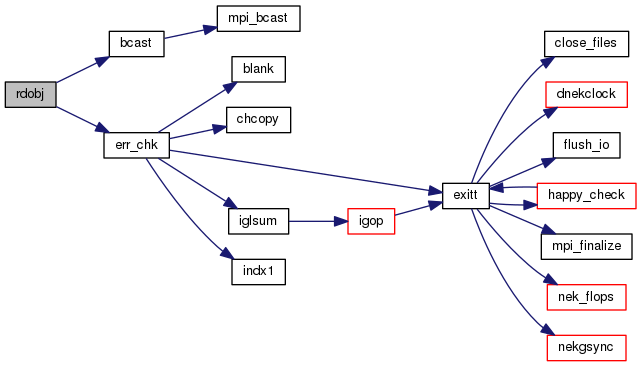 rdobj
bcast
mpi_bcast
err_chk
blank
chcopy
iglsum
indx1
igop
exitt
close_files
dnekclock
flush_io
happy_check
mpi_finalize
nek_flops
nekgsync